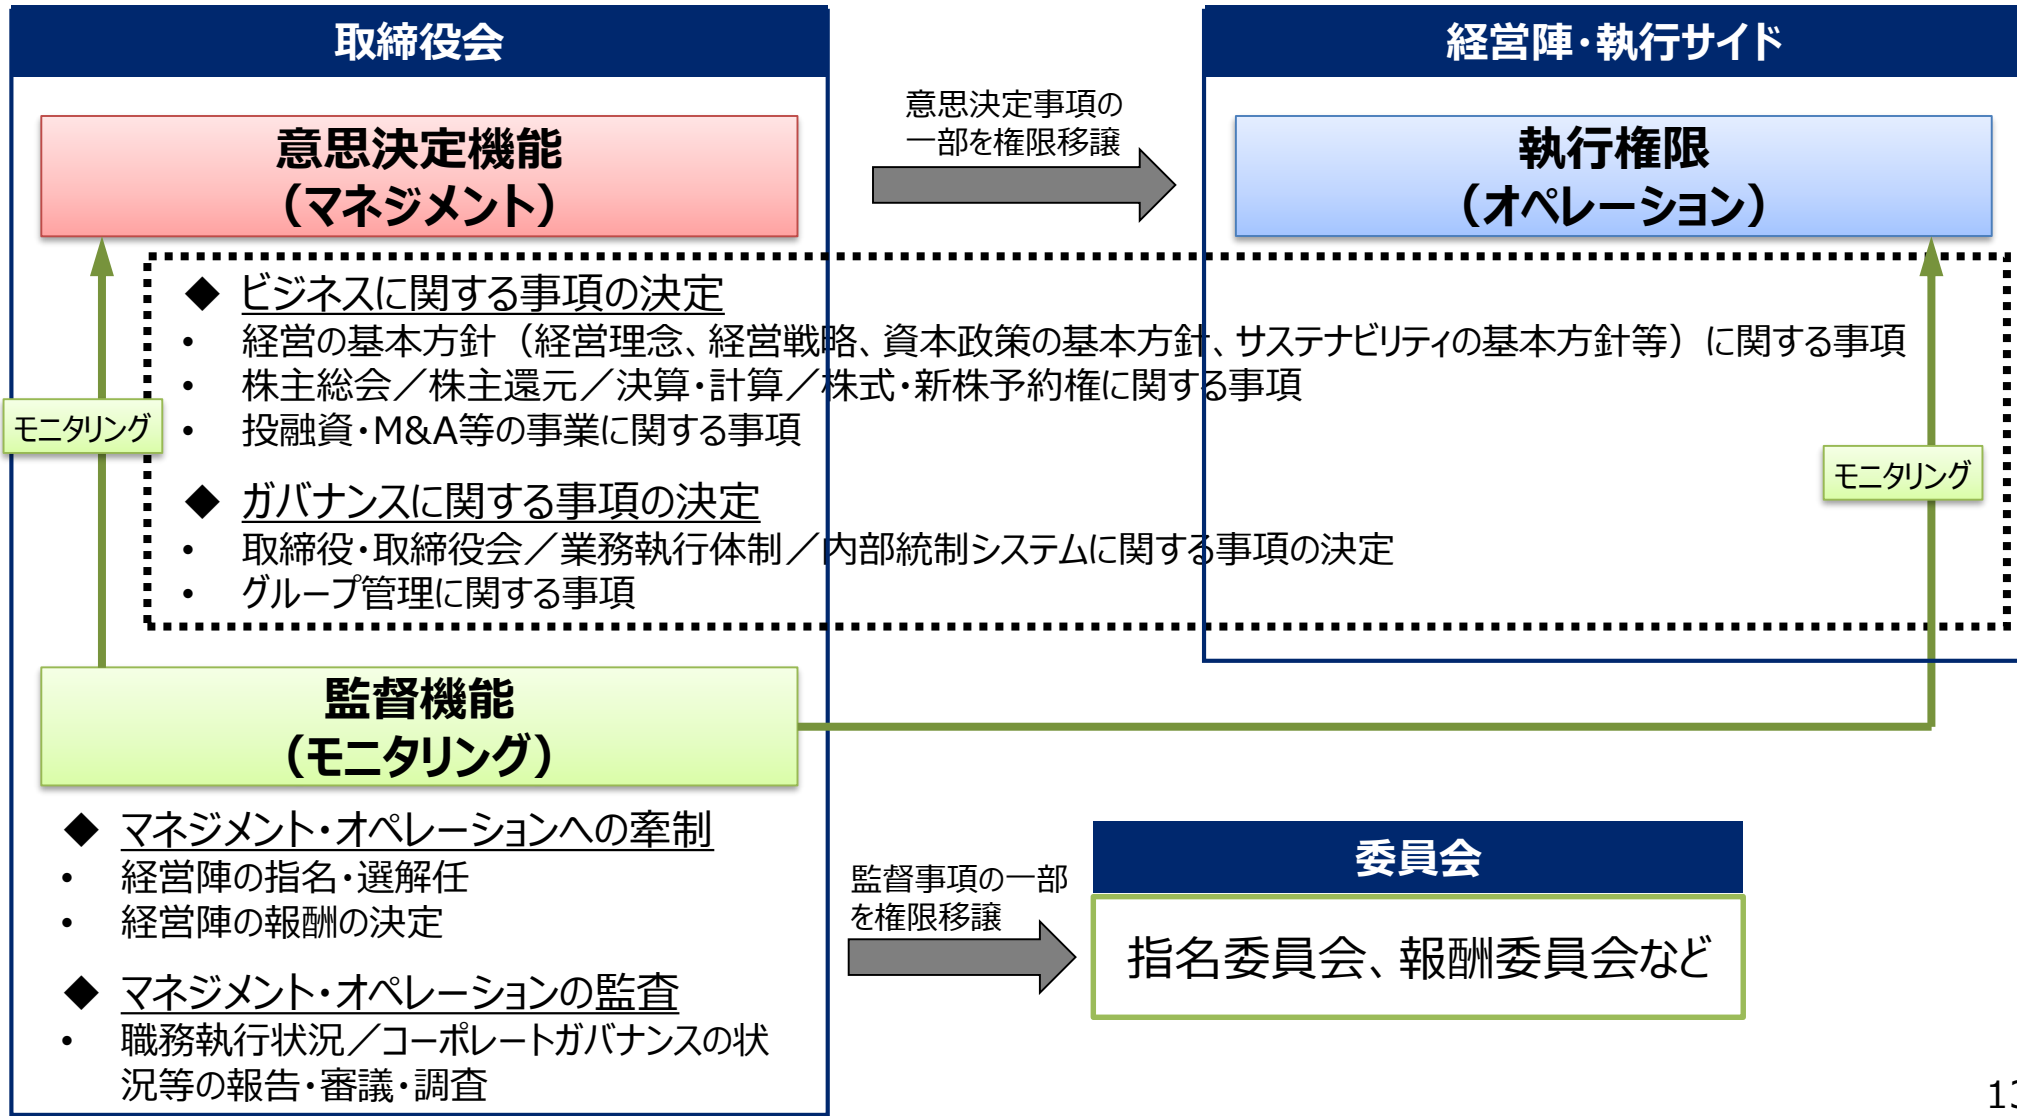 取締役会
経営陣・執行サイド
意思決定機能
（マネジメント）
意思決定事項の
一部を権限移譲
執行権限
（オペレーション）
◆ ビジネスに関する事項の決定
• 経営の基本方針（経営理念、経営戦略、資本政策の基本方針、サステナビリティの基本方針等）に関する事項
• 株主総会／株主還元／決算・計算／株式・新株予約権に関する事項
• 投融資・M&A等の事業に関する事項
モニタリング
モニタリング
◆ ガバナンスに関する事項の決定
• 取締役・取締役会／業務執行体制／内部統制システムに関する事項の決定
• グループ管理に関する事項
監督機能
（モニタリング）
◆ マネジメント・オペレーションへの牽制
• 経営陣の指名・選解任
• 経営陣の報酬の決定
◆ マネジメント・オペレーションの監査
• 職務執行状況／コーポレートガバナンスの状
況等の報告・審議・調査
監督事項の一部
を権限移譲
委員会
指名委員会、報酬委員会など
13